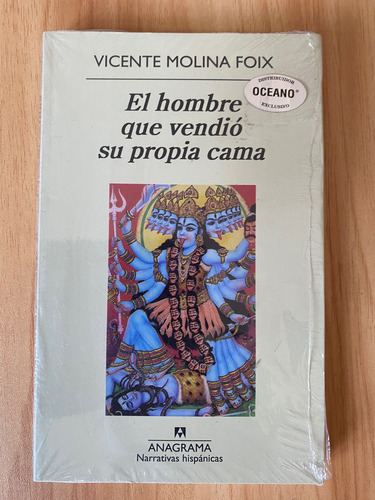 VICENTE MOLINA FOIX
DISTRIBUIDOR
OCEANO®
EXCLUSIVO
El hombre
que vendió
su propia cama
A
ANAGRAMA
Narrativas hispánicas